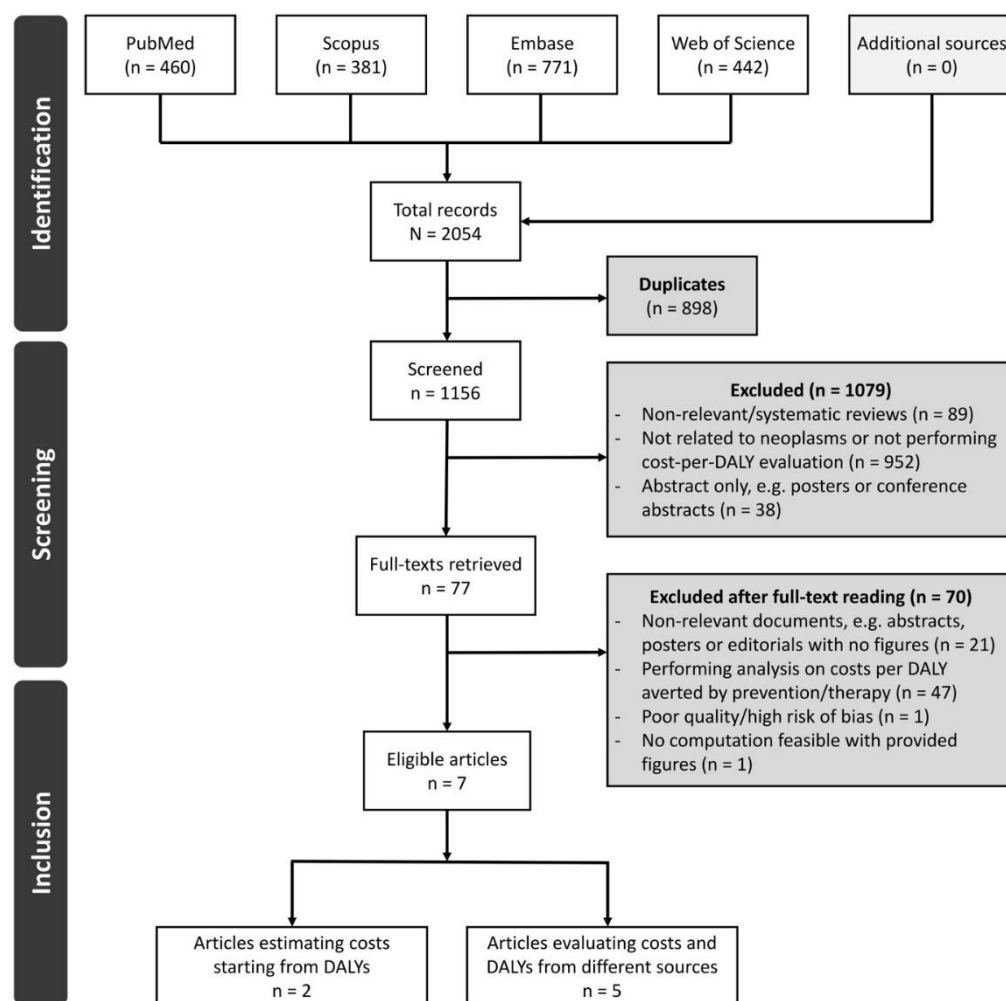 Identification
PubMed
(n = 460)
Scopus
(n = 381)
Embase
(n = 771)
Web of Science
(n = 442)
Additional sources
(n = 0)
Total records
N = 2054
Duplicates
(n = 898)
Screening
Screened
n = 1156
Excluded (n = 1079)
- Non-relevant/systematic reviews (n = 89)
- Not related to neoplasms or not performing
cost-per-DALY evaluation (n = 952)
- Abstract only, e.g. posters or conference
abstracts (n = 38)
Full-texts retrieved
n = 77
Excluded after full-text reading (n = 70)
- Non-relevant documents, e.g. abstracts,
posters or editorials with no figures (n = 21)
- Performing analysis on costs per DALY
averted by prevention/therapy (n = 47)
- Poor quality/high risk of bias (n = 1)
- No computation feasible with provided
figures (n = 1)
Inclusion
Eligible articles
n = 7
Articles estimating costs
starting from DALYs
n = 2
Articles evaluating costs and
DALYs from different sources
n = 5